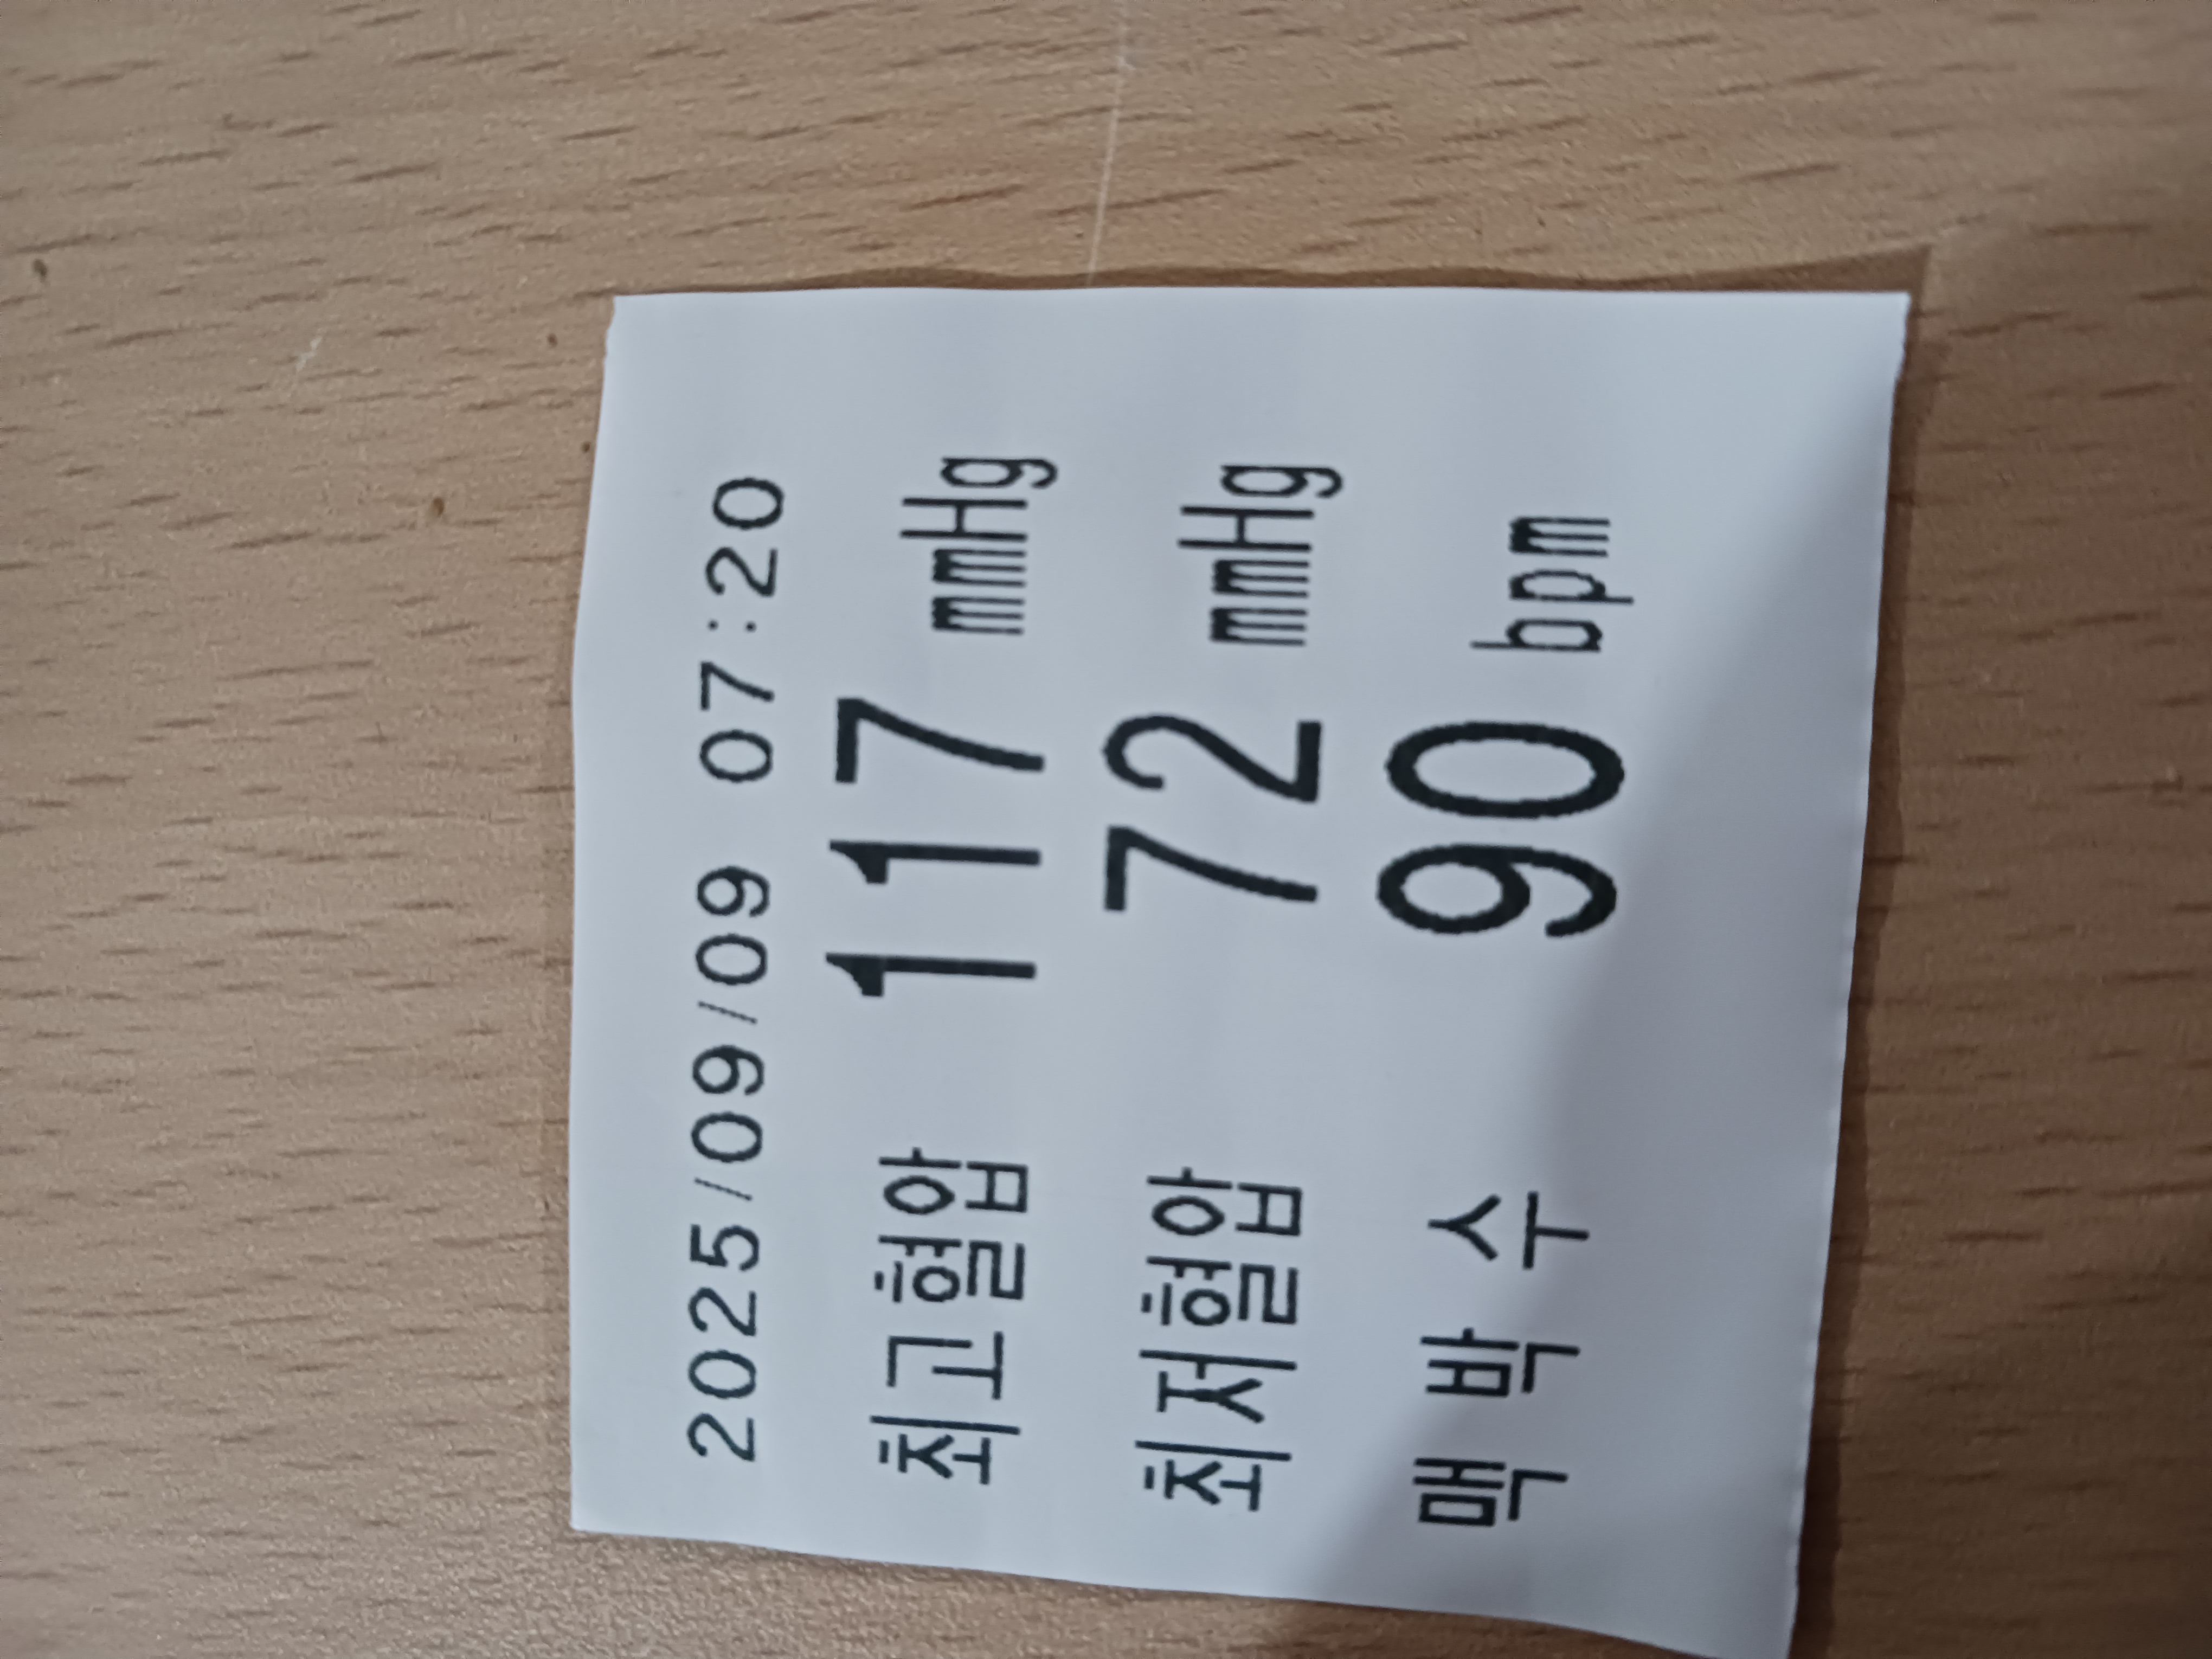 2025/09/09 07:20
최고혈압 117 mmHg
최저혈압 72 mmHg
맥 박 수 90 bpm